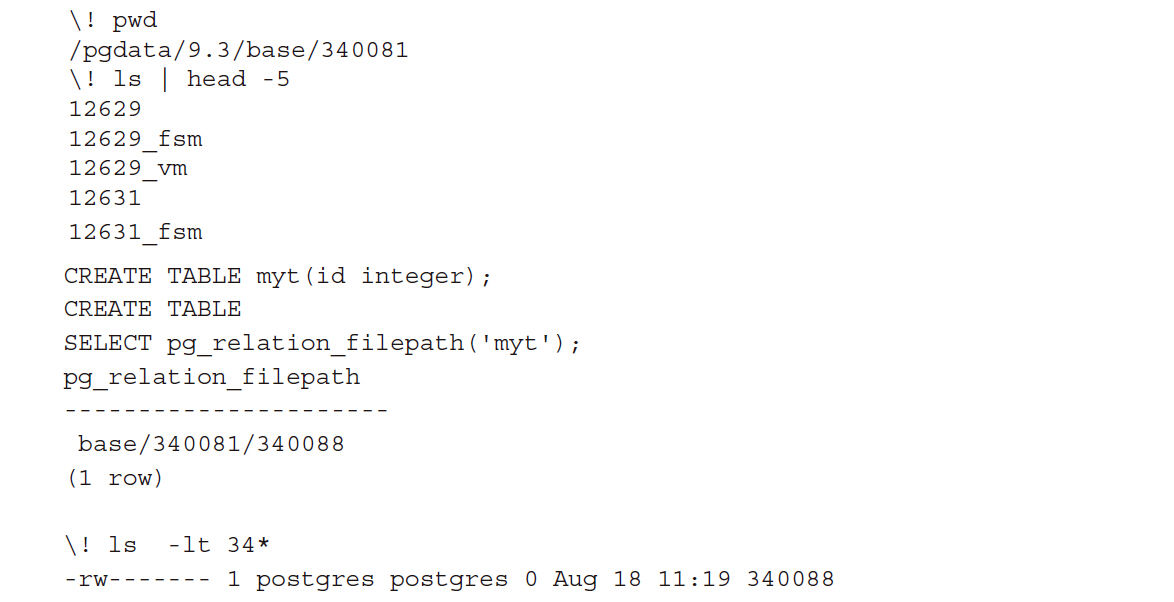 \! pwd
/pgdata/9.3/base/340081
\! ls | head -5
12629
12629_fsm
12629_vm
12631
12631_fsm
CREATE TABLE myt(id integer);
CREATE TABLE
SELECT pg_relation_filepath('myt');
pg_relation_filepath
----------------------
base/340081/340088
(1 row)
\! ls  -lt 34*
-rw------- 1 postgres postgres 0 Aug 18 11:19 340088